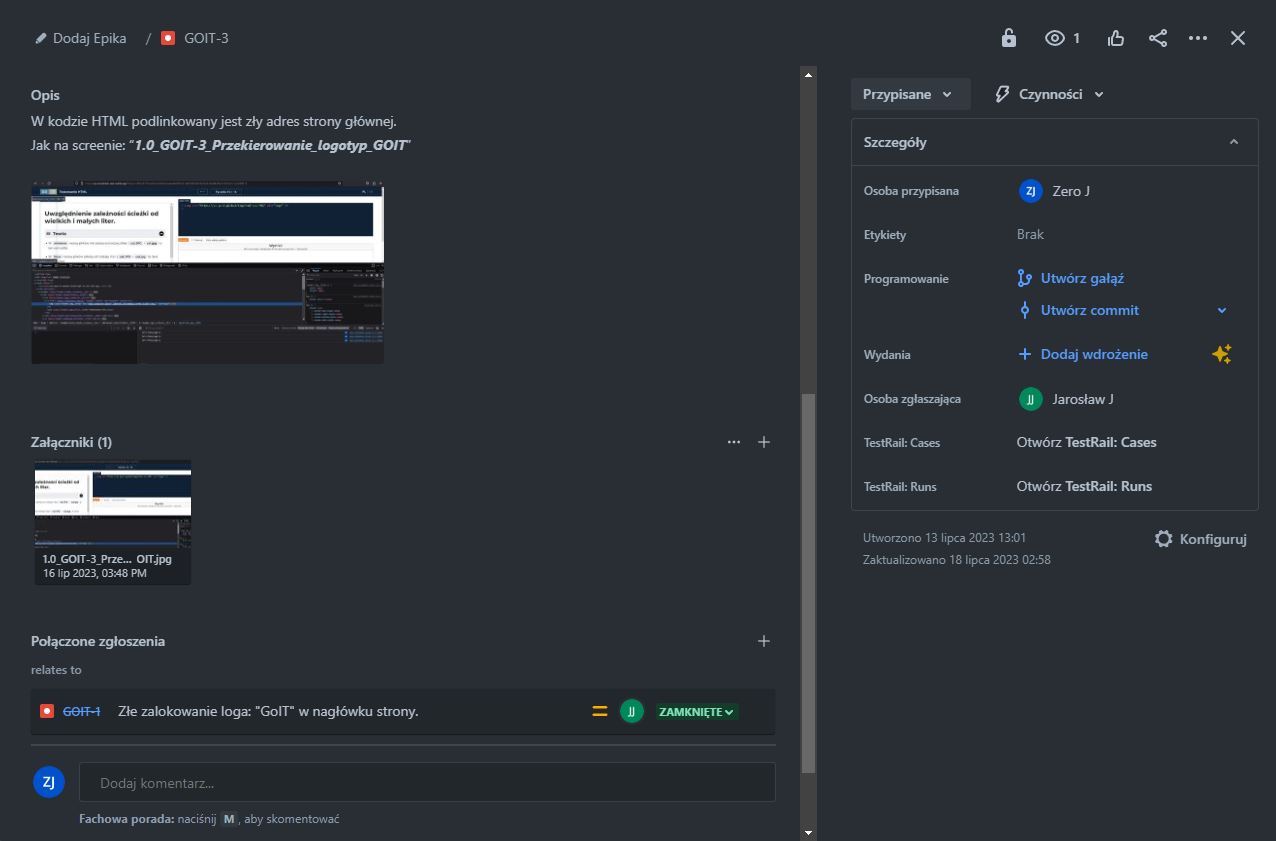 Dodaj Epika / GOIT-3
1
Opis
W kodzie HTML podlinkowany jest zły adres strony głównej.
Jak na screenie: "1.0_GOIT-3_Przekierowanie_logotyp_GOIT"
Uwzględnienie zależności ścieżki od
wielkich i małych liter.
Teoria
Załączniki (1)
1.0_GOIT-3_Prze... OIT.jpg
16 lip 2023, 03:48 PM
Połączone zgłoszenia
relates to
GOIT-1 Złe zalokowanie loga: "GoIT" w nagłówku strony. JJ ZAMKNIĘTE
ZJ Dodaj komentarz...
Fachowa porada: naciśnij M, aby skomentować
Przypisane Czynności
Szczegóły
Osoba przypisana ZJ Zero J
Etykiety Brak
Programowanie Utwórz gałąź
Utwórz commit
Wydania Dodaj wdrożenie
Osoba zgłaszająca JJ Jarosław J
TestRail: Cases Otwórz TestRail: Cases
TestRail: Runs Otwórz TestRail: Runs
Utworzono 13 lipca 2023 13:01
Zaktualizowano 18 lipca 2023 02:58
Konfiguruj